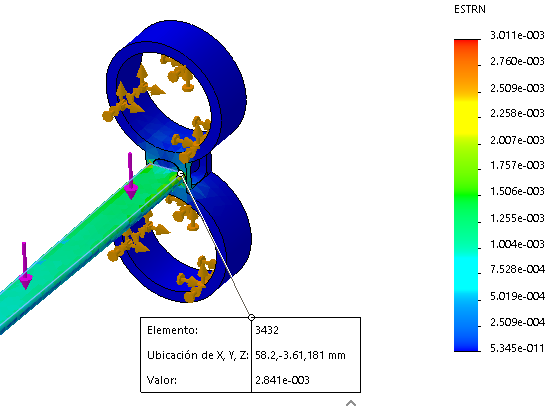 ESTRN
3.011e-003
2.760e-003
2.509e-003
2.258e-003
2.007e-003
1.757e-003
1.506e-003
1.255e-003
1.004e-003
7.528e-004
5.019e-004
2.509e-004
5.345e-011
Elemento: 3432
Ubicación de X, Y, Z: 58.2,-3.61,181 mm
Valor: 2.841e-003